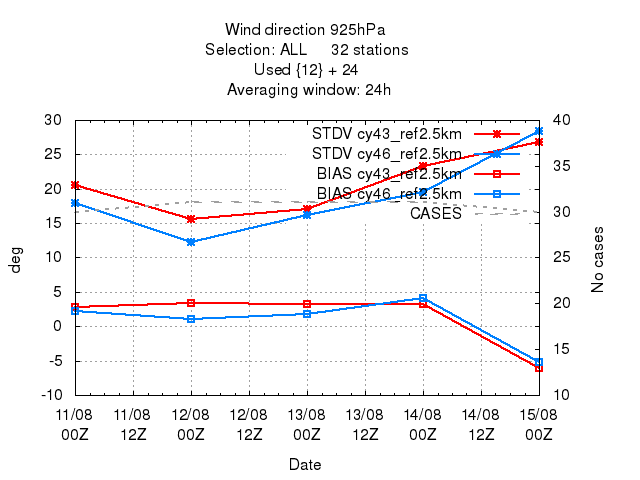 Wind direction 925hPa
Selection: ALL 32 stations
Used {12} + 24
Averaging window: 24h
30 40
STDV cy43_ref2.5km
STDV cy46_ref2.5km
25 35
BIAS cy43_ref2.5km
BIAS cy46_ref2.5km
20 30
CASES
15 25
10
5 20
0
-5 15
-10 10
deg
No cases
11/08 11/08 12/08 12/08 13/08 13/08 14/08 14/08 15/08
00Z 12Z 00Z 12Z 00Z 12Z 00Z 12Z 00Z
Date